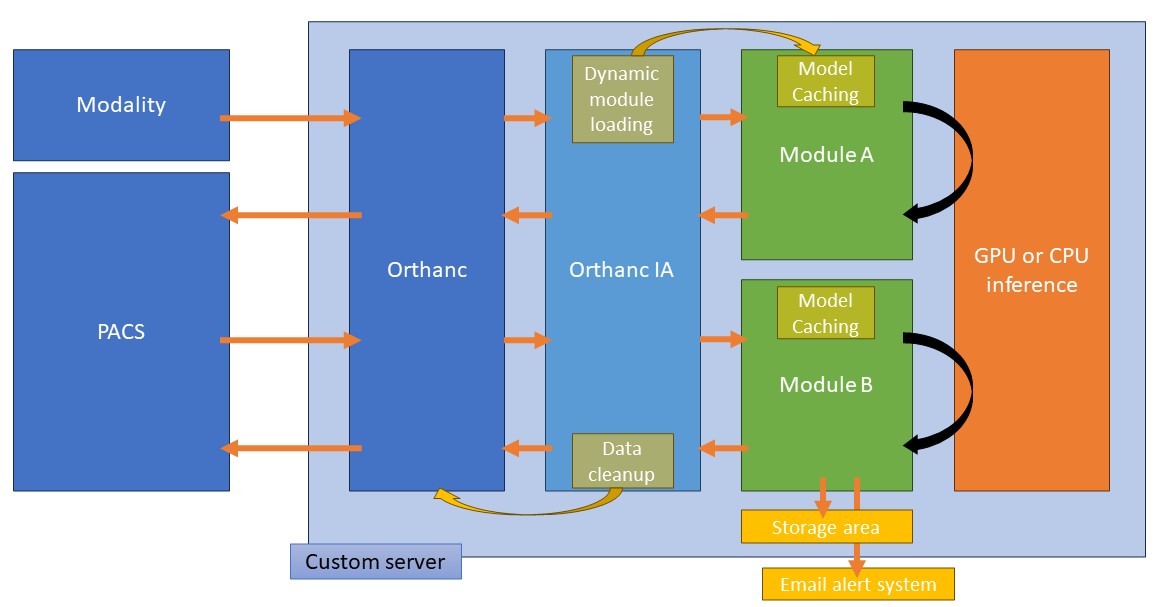 Modality
PACS
Orthanc
Orthanc IA
Dynamic
module
loading
Data
cleanup
Model
Caching
Module A
Model
Caching
Module B
GPU or CPU
inference
Storage area
Email alert system
Custom server